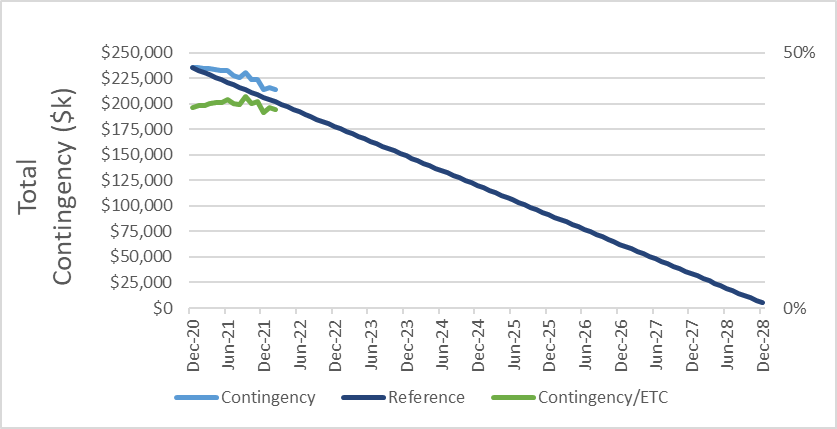 Total
Contingency ($k)
$250,000
$225,000
$200,000
$175,000
$150,000
$125,000
$100,000
$75,000
$50,000
$25,000
$0
50%
0%
Dec-20
Jun-21
Dec-21
Jun-22
Dec-22
Jun-23
Dec-23
Jun-24
Dec-24
Jun-25
Dec-25
Jun-26
Dec-26
Jun-27
Dec-27
Jun-28
Dec-28
Contingency
Reference
Contingency/ETC